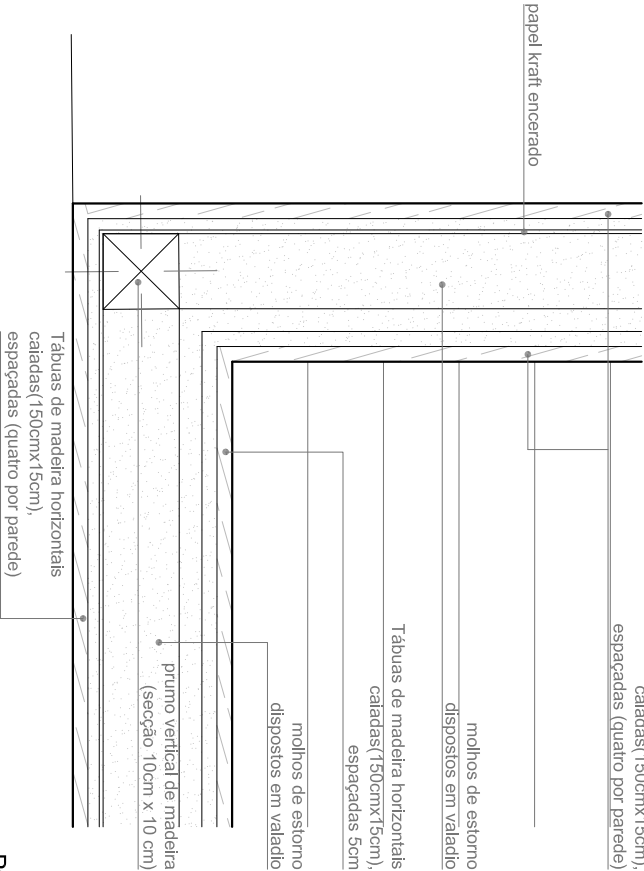 papel kraft encerado
caiadas(150cmx15cm),
espaçadas (quatro por parede)
molhos de estorno
dispostos em valadio
Tábuas de madeira horizontais
caiadas(150cmx15cm),
espaçadas 5cm
molhos de estorno
dispostos em valadio
prumo vertical de madeira
(secção 10cm x 10 cm)
Tábuas de madeira horizontais
caiadas(150cmx15cm),
espaçadas (quatro por parede)